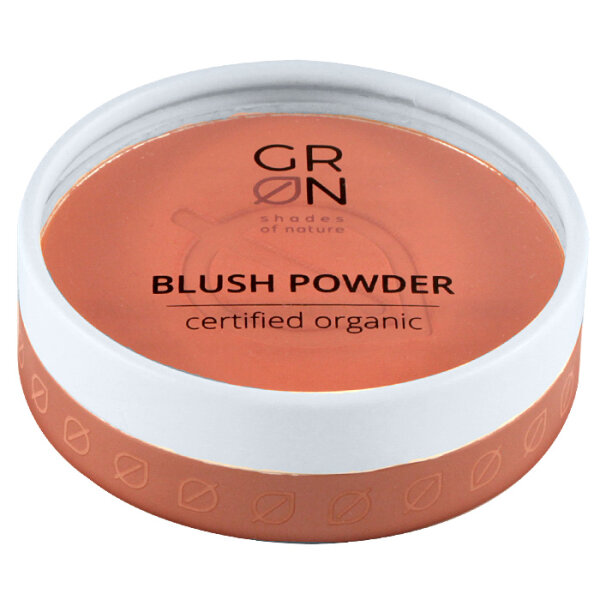 GR
ØN
shades
of nature
BLUSH POWDER
certified organic